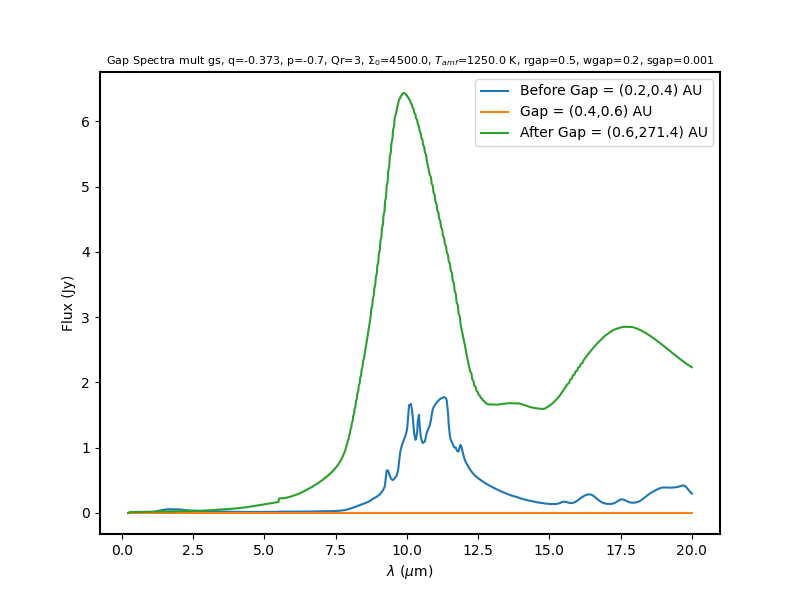 Gap Spectra mult gs, q=-0.373, p=-0.7, Qr=3, Σ₀=4500.0, T_amr=1250.0 K, rgap=0.5, wgap=0.2, sgap=0.001
Before Gap = (0.2,0.4) AU
Gap = (0.4,0.6) AU
After Gap = (0.6,271.4) AU
Flux (Jy)
6
5
4
3
2
1
0
0.0 2.5 5.0 7.5 10.0 12.5 15.0 17.5 20.0
λ (μm)